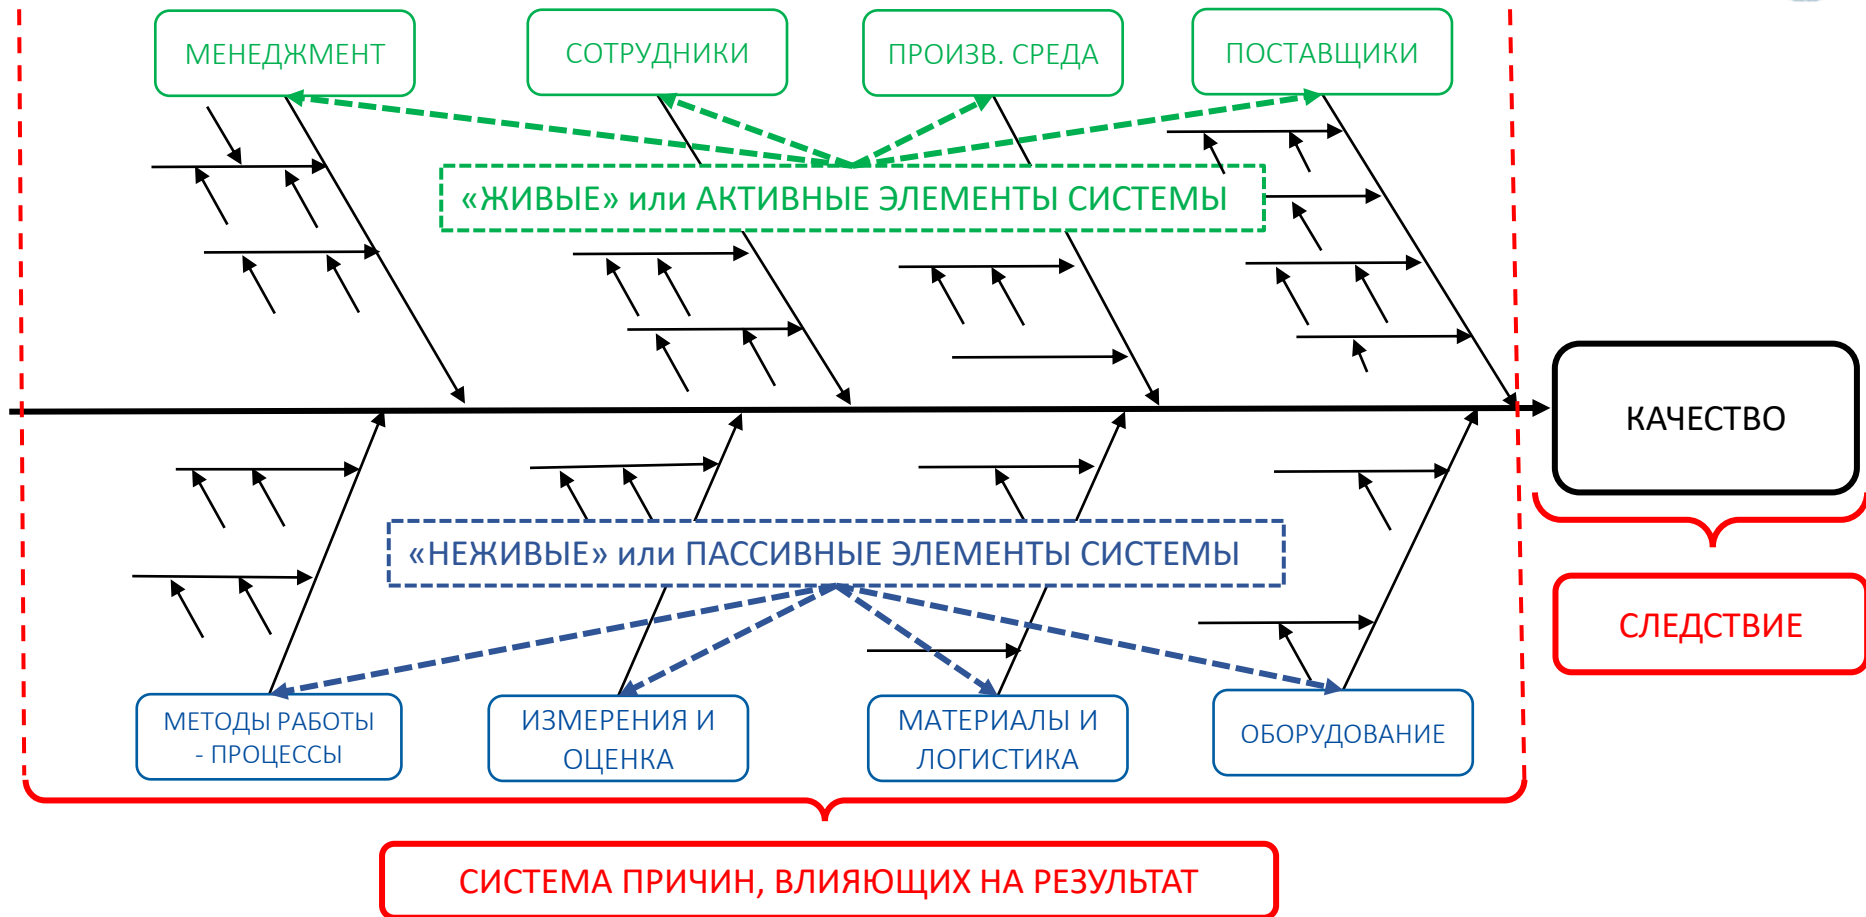 МЕНЕДЖМЕНТ
СОТРУДНИКИ
ПРОИЗВ. СРЕДА
ПОСТАВЩИКИ
«ЖИВЫЕ» или АКТИВНЫЕ ЭЛЕМЕНТЫ СИСТЕМЫ
КАЧЕСТВО
«НЕЖИВЫЕ» или ПАССИВНЫЕ ЭЛЕМЕНТЫ СИСТЕМЫ
СЛЕДСТВИЕ
МЕТОДЫ РАБОТЫ
- ПРОЦЕССЫ
ИЗМЕРЕНИЯ И
ОЦЕНКА
МАТЕРИАЛЫ И
ЛОГИСТИКА
ОБОРУДОВАНИЕ
СИСТЕМА ПРИЧИН, ВЛИЯЮЩИХ НА РЕЗУЛЬТАТ